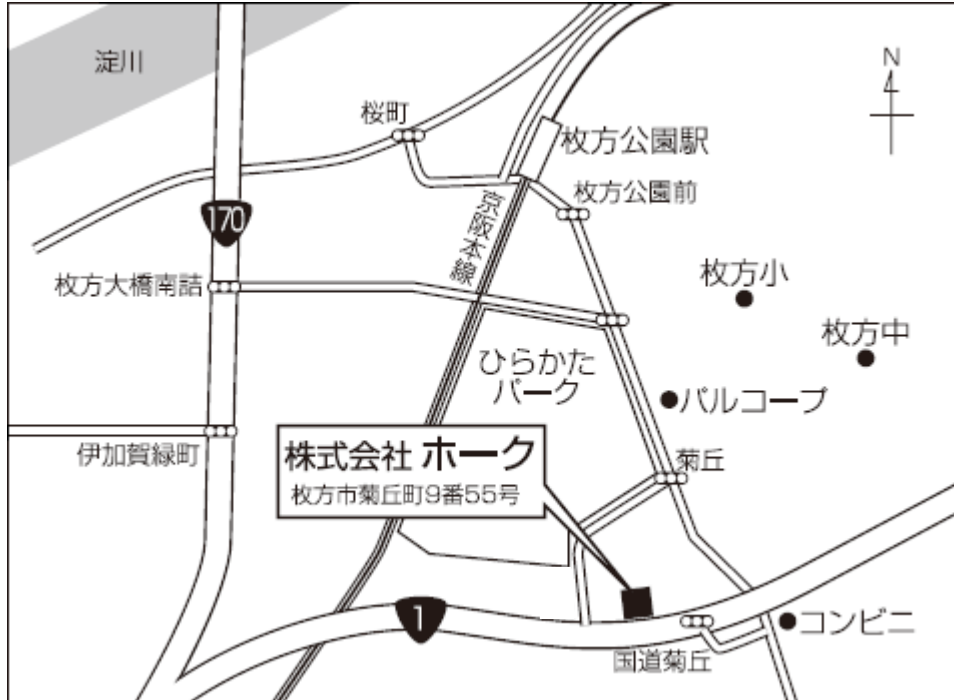 淀川
N
桜町
枚方公園駅
枚方公園前
170
京阪本線
枚方大橋南詰
枚方小
枚方中
ひらかた
パーク
パルコープ
伊加賀緑町
株式会社 ホーク
枚方市菊丘町9番55号
菊丘
1
コンビニ
国道菊丘